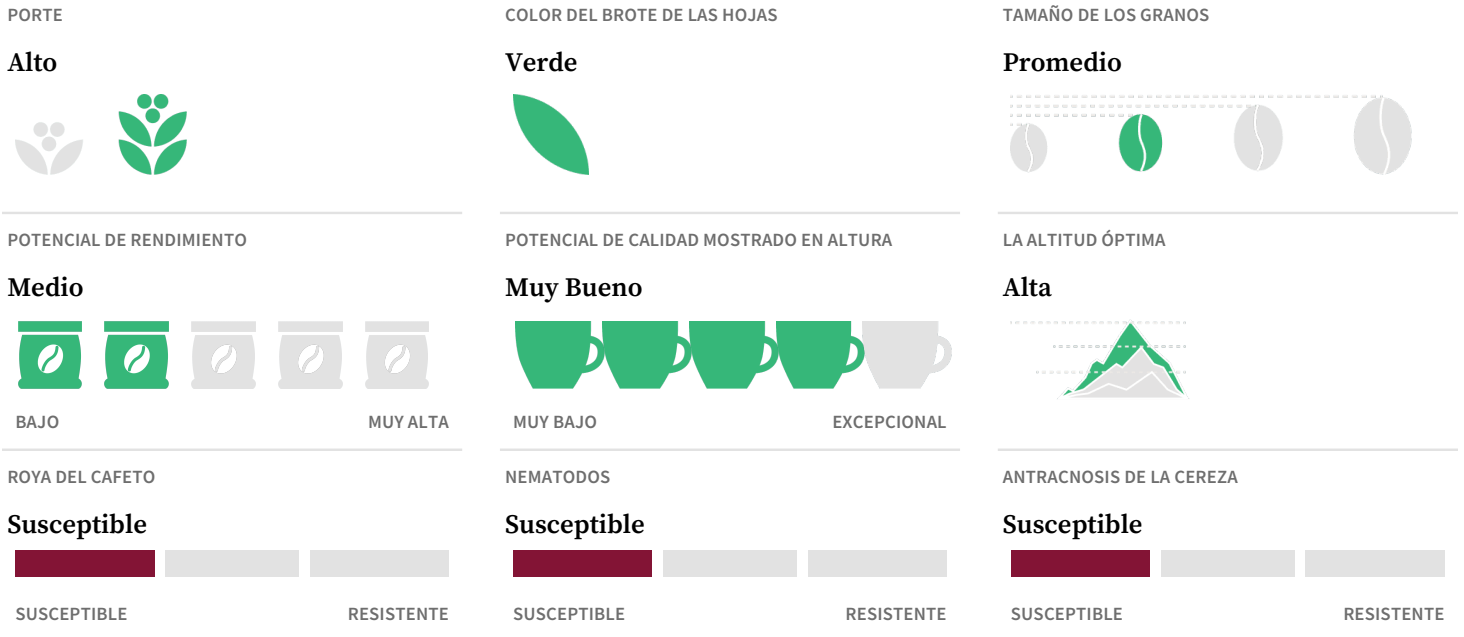 PORTE
Alto
COLOR DEL BROTE DE LAS HOJAS
Verde
TAMAÑO DE LOS GRANOS
Promedio
POTENCIAL DE RENDIMIENTO
Medio
BAJO
MUY ALTA
POTENCIAL DE CALIDAD MOSTRADO EN ALTURA
Muy Bueno
MUY BAJO
EXCEPCIONAL
LA ALTITUD ÓPTIMA
Alta
ROYA DEL CAFETO
Susceptible
SUSCEPTIBLE
RESISTENTE
NEMATODOS
Susceptible
SUSCEPTIBLE
RESISTENTE
ANTRACNOSIS DE LA CEREZA
Susceptible
SUSCEPTIBLE
RESISTENTE